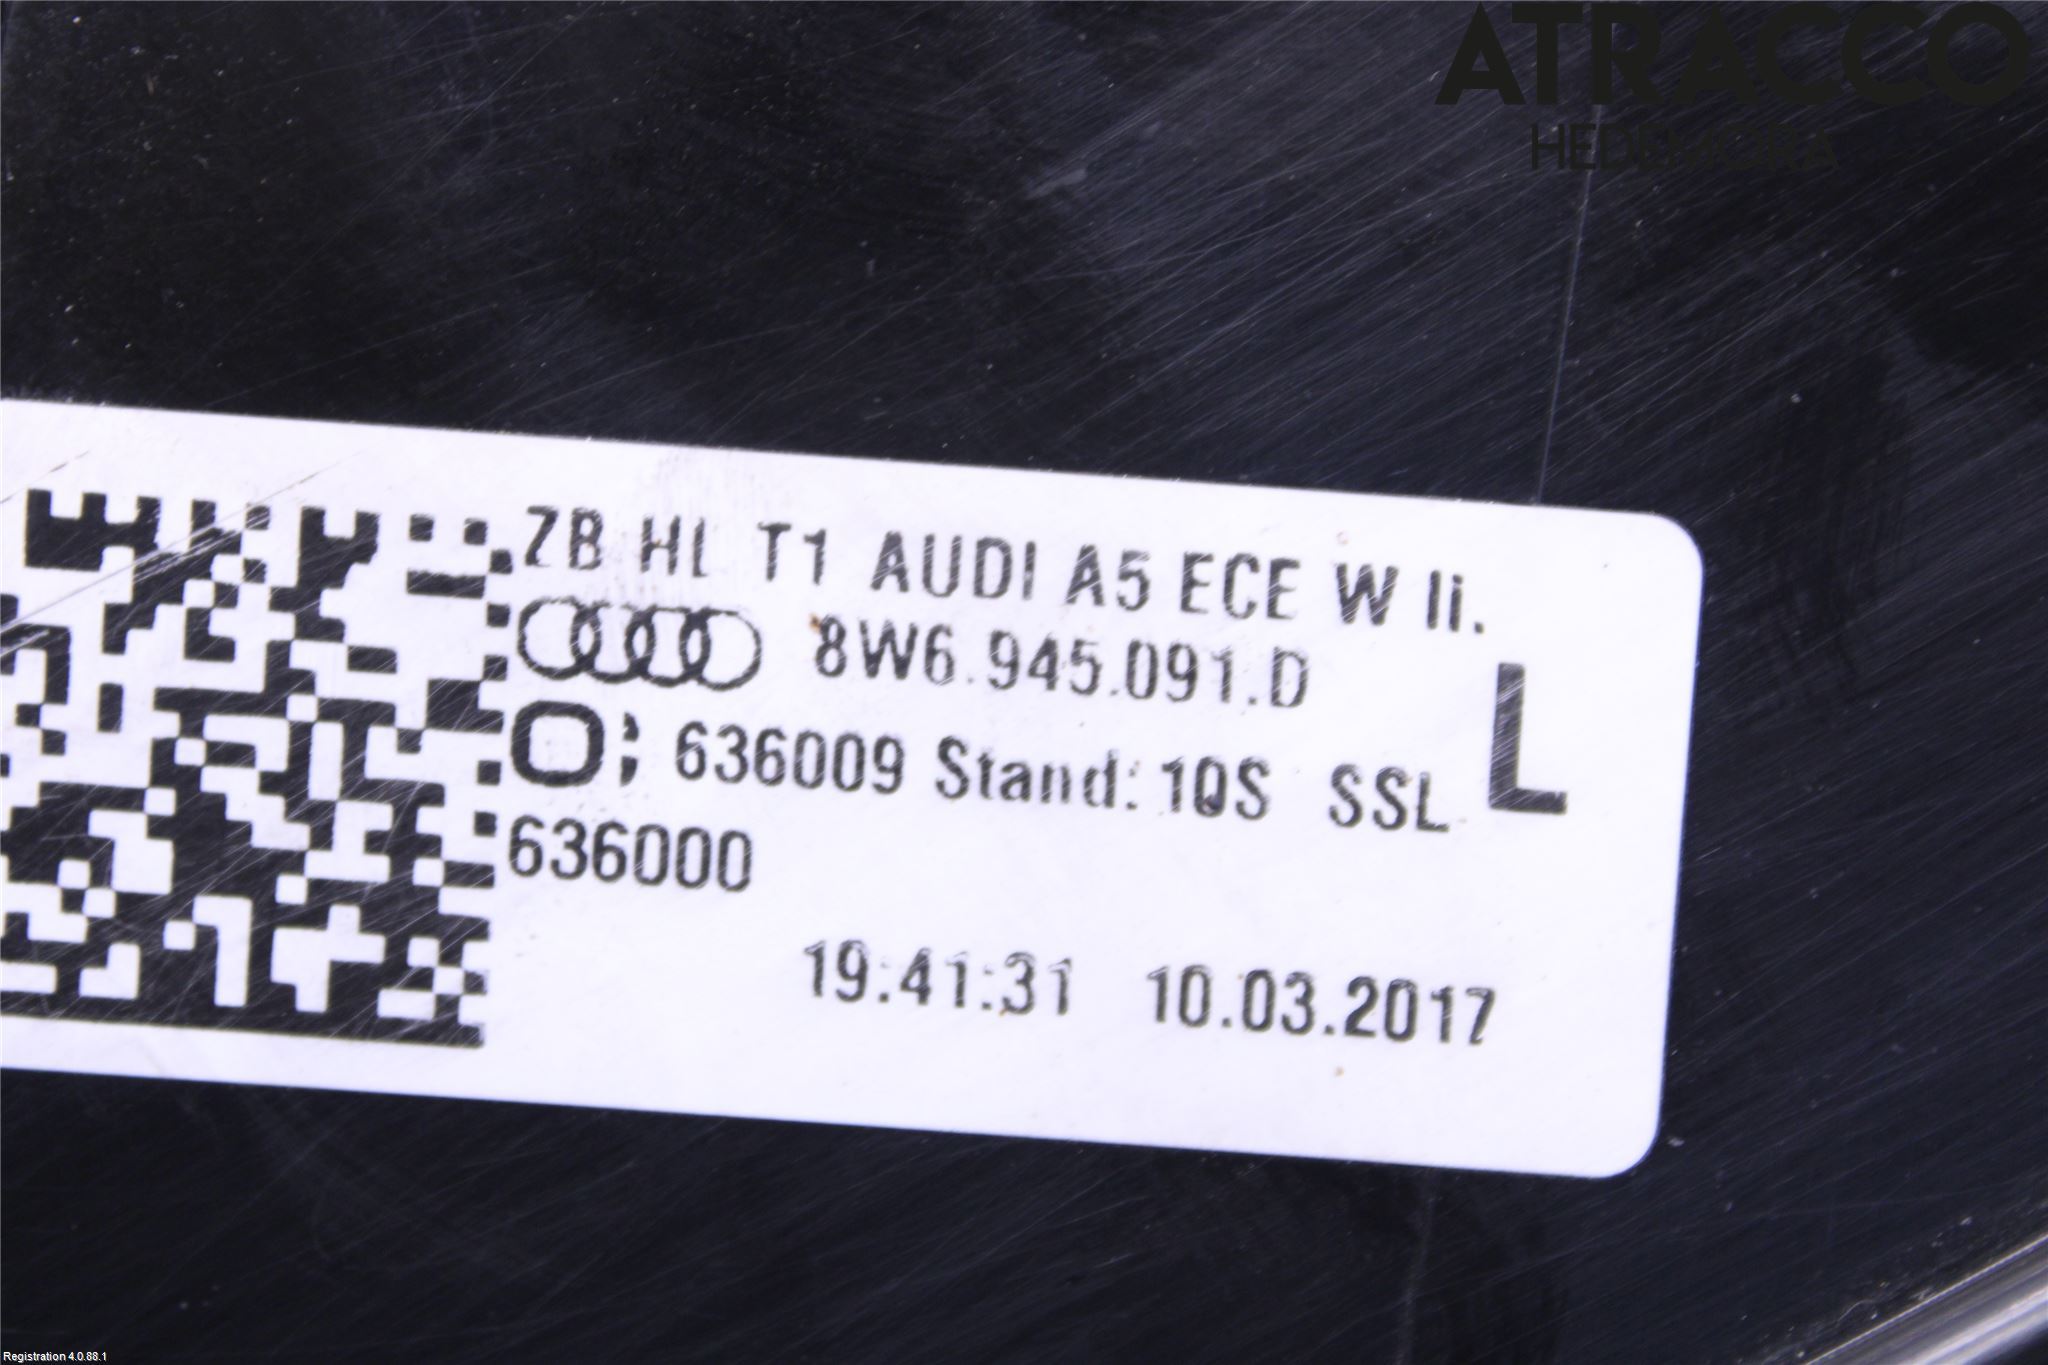 ATRACCO
HEDEMORA
ZB HL T1 AUDI A5 ECE W li.
8W6.945.091.D
L
636009 Stand: 10S SSL
636000
19:41:31 10.03.2017
Registration 4.0.88.1